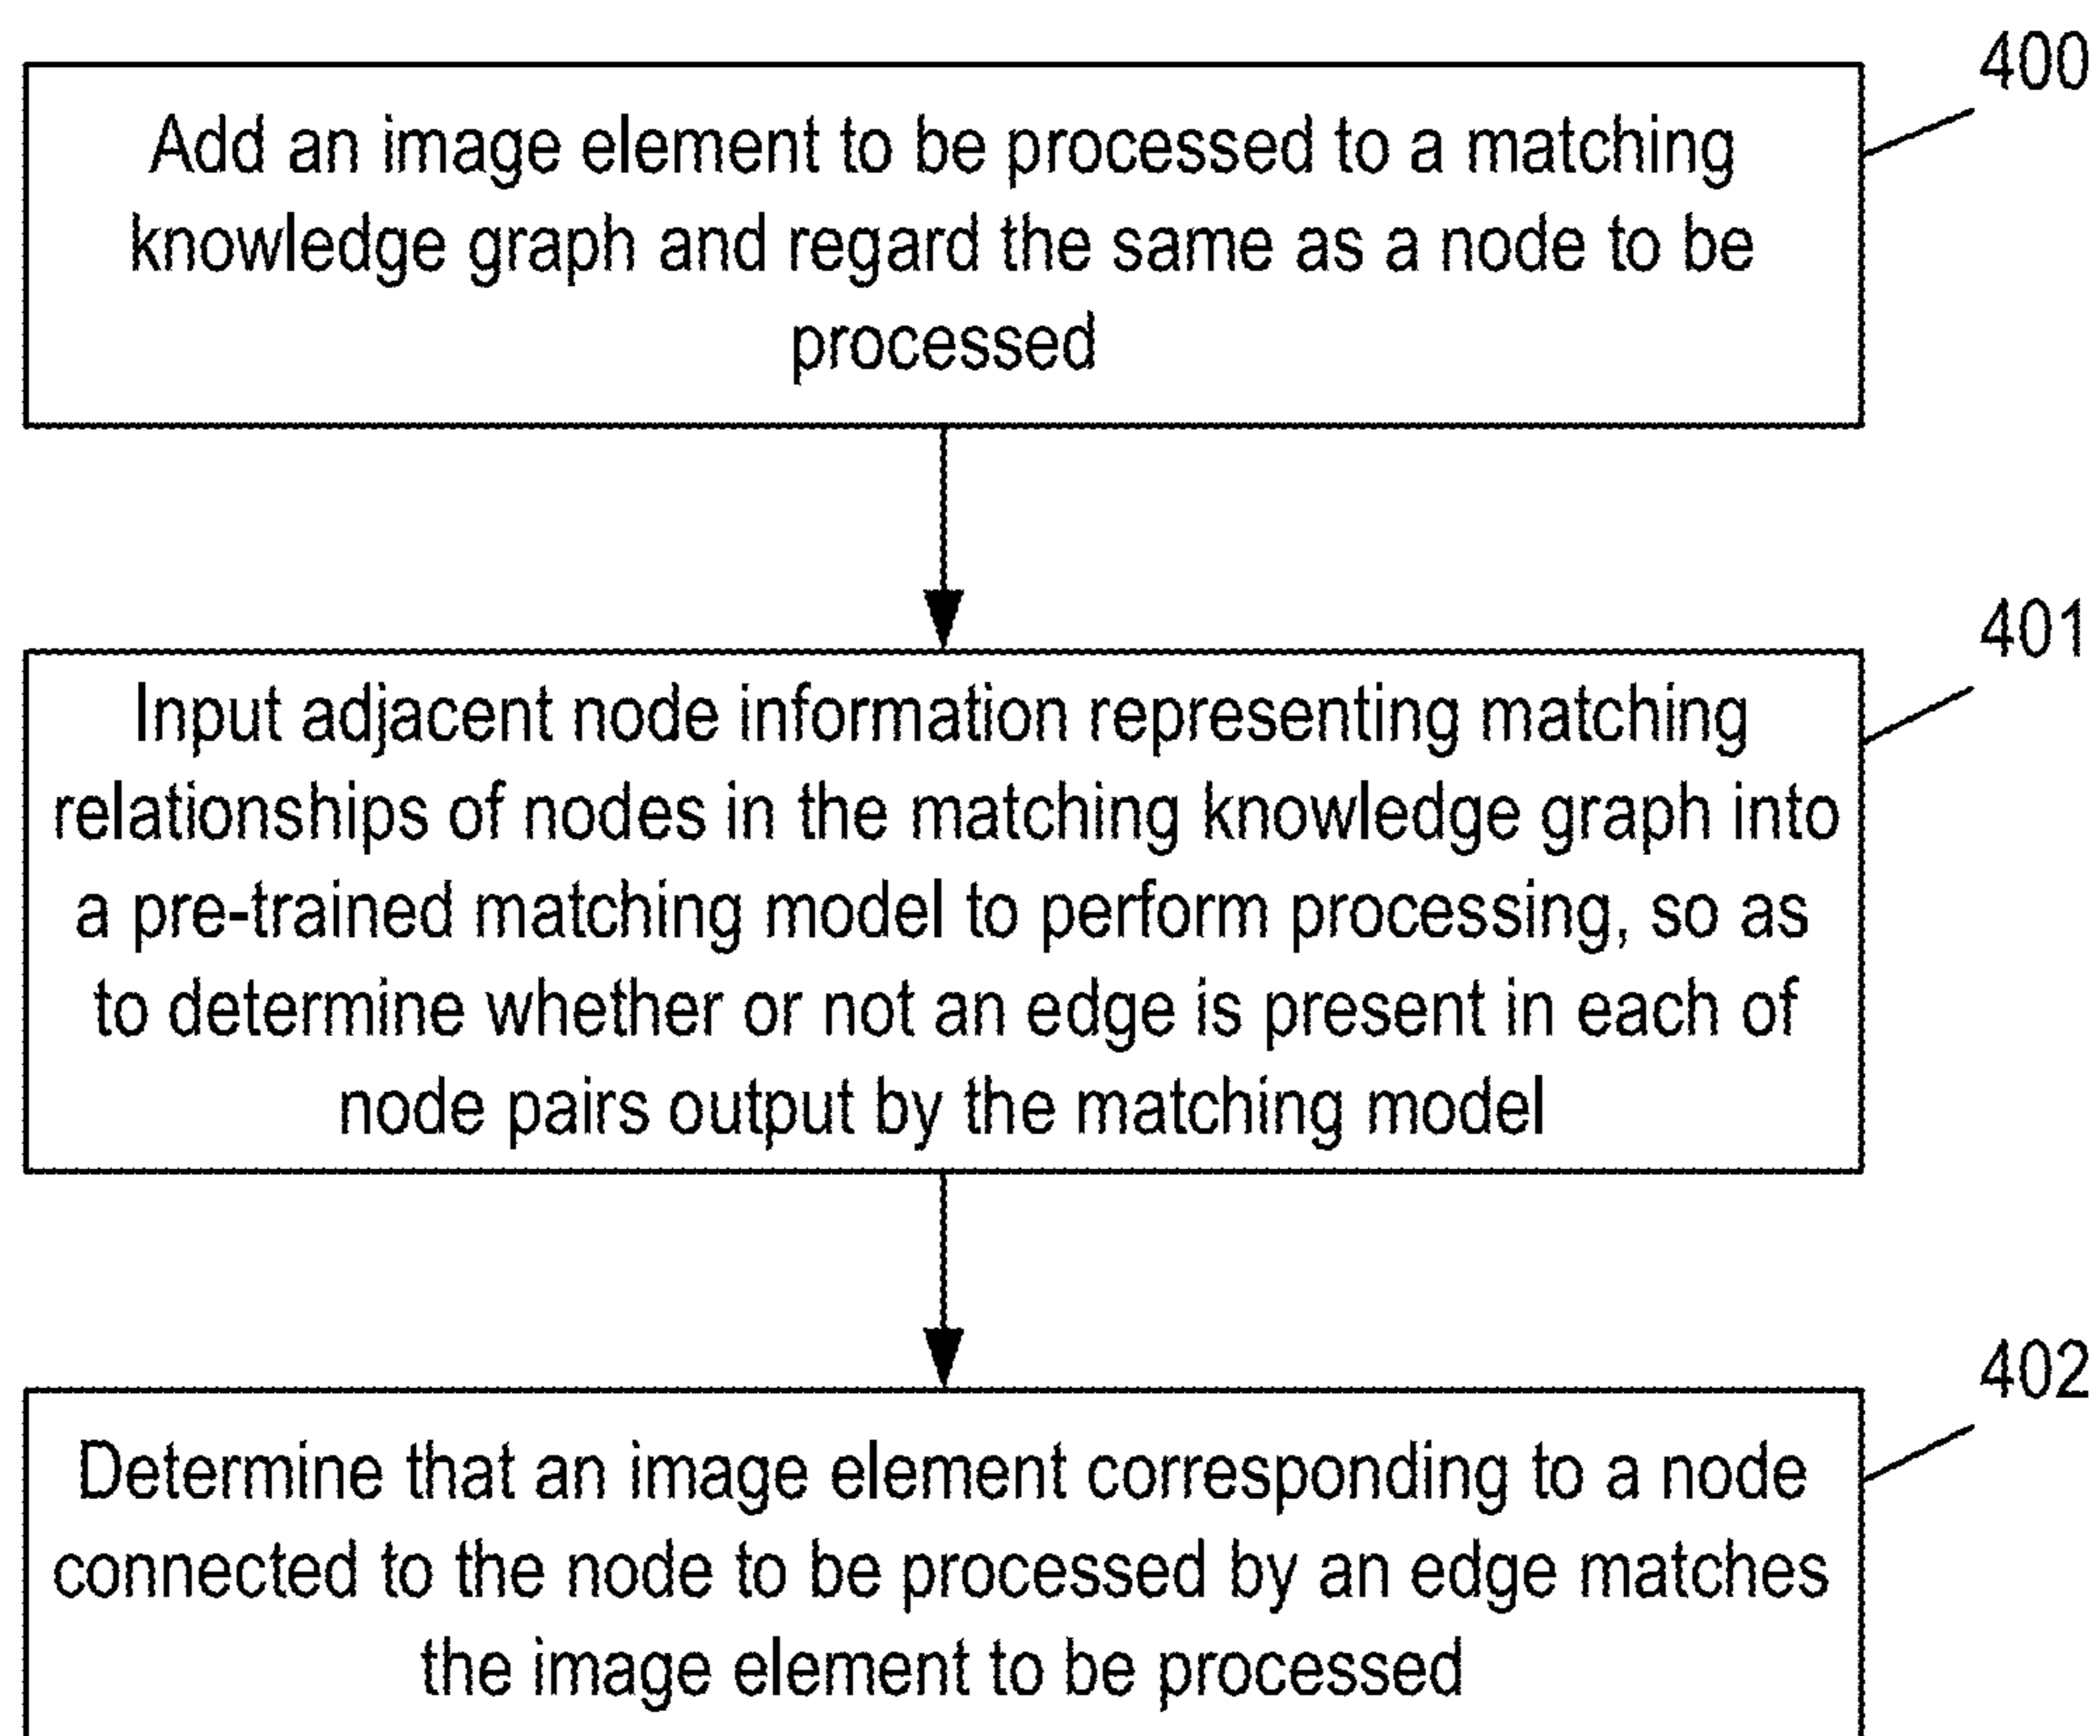 400
Add an image element to be processed to a matching
knowledge graph and regard the same as a node to be
processed
401
Input adjacent node information representing matching
relationships of nodes in the matching knowledge graph into
a pre-trained matching model to perform processing, so as
to determine whether or not an edge is present in each of
node pairs output by the matching model
402
Determine that an image element corresponding to a node
connected to the node to be processed by an edge matches
the image element to be processed